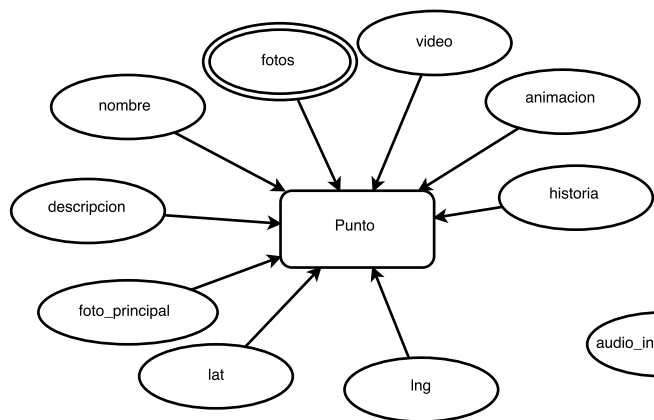 video
fotos
animacion
nombre
historia
descripcion
Punto
foto_principal
audio_in
lat
lng